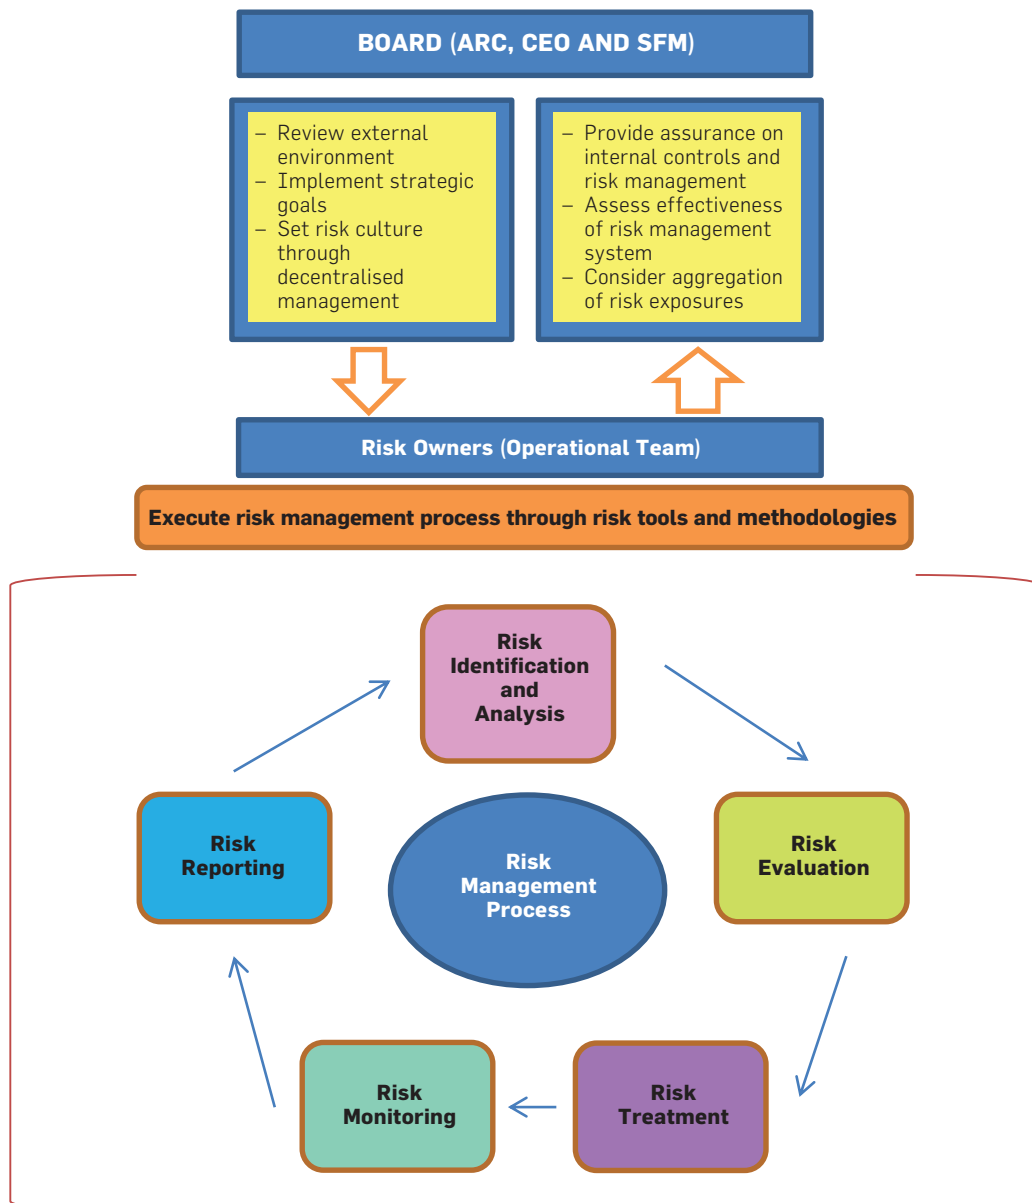 BOARD (ARC, CEO AND SFM)
– Review external
environment
– Implement strategic
goals
– Set risk culture
through
decentralised
management
– Provide assurance on
internal controls and
risk management
– Assess effectiveness
of risk management
system
– Consider aggregation
of risk exposures
Risk Owners (Operational Team)
Execute risk management process through risk tools and methodologies
Risk
Identification
and
Analysis
Risk
Evaluation
Risk
Treatment
Risk
Monitoring
Risk
Reporting
Risk
Management
Process